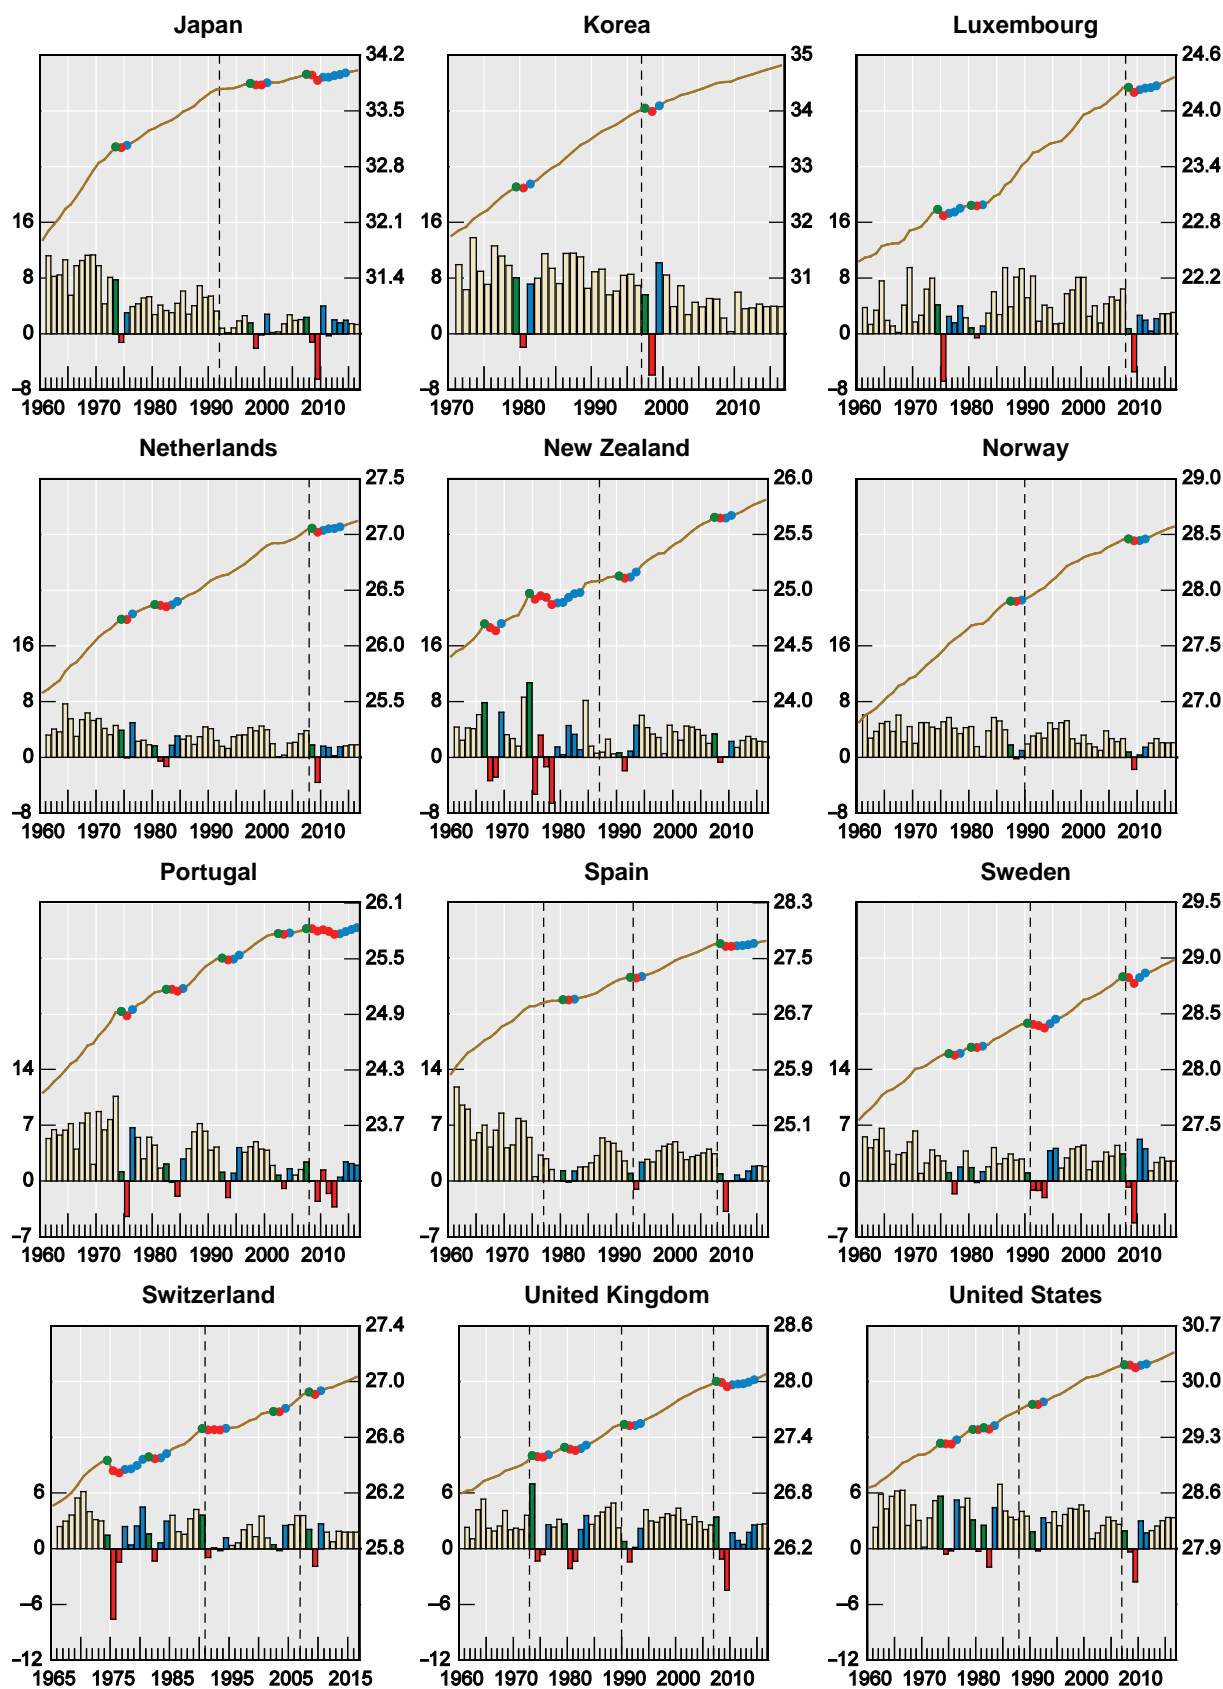 Japan Korea Luxembourg
34.2 35 24.6
33.5 34 24.0
32.8 33 23.4
16 32.1 16 32 16 22.8
8 31.4 8 31 8 22.2
0 0 0
–8 –8 –8
1960 1970 1980 1990 2000 2010 1970 1980 1990 2000 2010 1960 1970 1980 1990 2000 2010
Netherlands New Zealand Norway
27.5 26.0 29.0
27.0 25.5 28.5
26.5 25.0 28.0
16 26.0 16 24.5 16 27.5
8 25.5 8 24.0 8 27.0
0 0 0
–8 –8 –8
1960 1970 1980 1990 2000 2010 1960 1970 1980 1990 2000 2010 1960 1970 1980 1990 2000 2010
Portugal Spain Sweden
26.1 28.3 29.5
25.5 27.5 29.0
24.9 26.7 28.5
14 24.3 14 25.9 14 28.0
7 23.7 7 25.1 7 27.5
0 0 0
–7 –7 –7
1960 1970 1980 1990 2000 2010 1960 1970 1980 1990 2000 2010 1960 1970 1980 1990 2000 2010
Switzerland United Kingdom United States
27.4 28.6 30.7
27.0 28.0 30.0
26.6 27.4 29.3
6 26.2 6 26.8 6 28.6
0 25.8 0 26.2 0 27.9
–6 –6 –6
–12 –12 –12
1965 1975 1985 1995 2005 2015 1960 1970 1980 1990 2000 2010 1960 1970 1980 1990 2000 2010